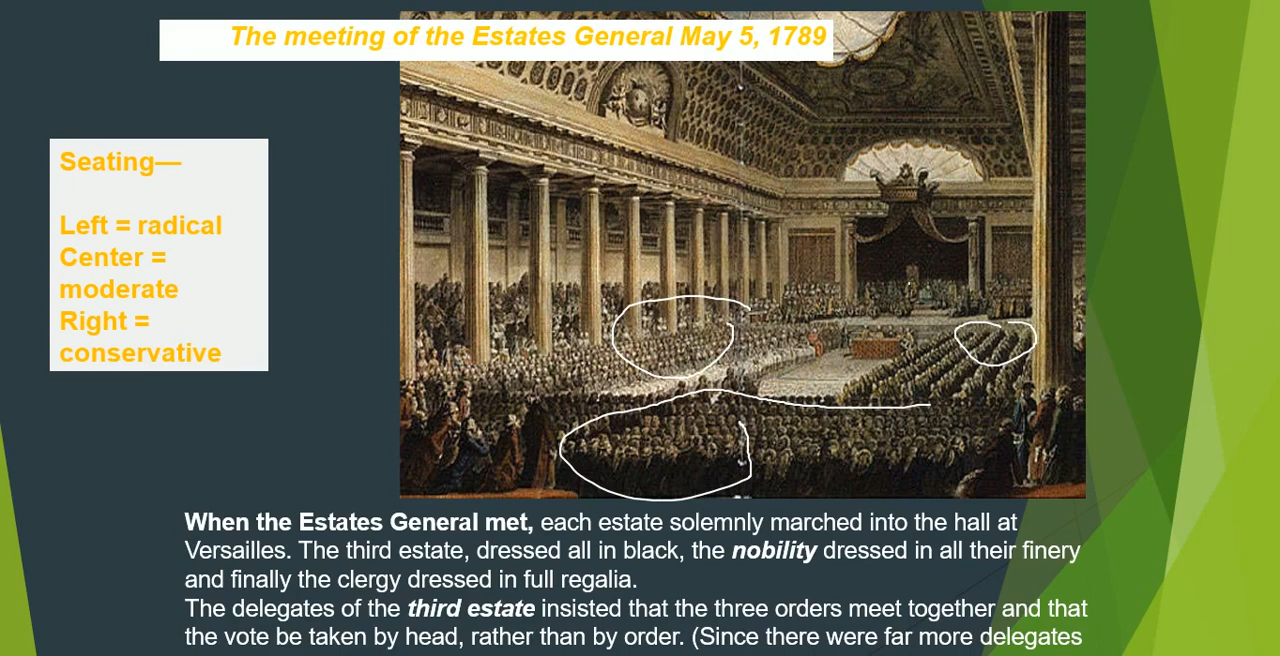 The meeting of the Estates General May 5, 1789
Seating—
Left = radical
Center =
moderate
Right =
conservative
When the Estates General met, each estate solemnly marched into the hall at
Versailles. The third estate, dressed all in black, the nobility dressed in all their finery
and finally the clergy dressed in full regalia.
The delegates of the third estate insisted that the three orders meet together and that
the vote be taken by head, rather than by order. (Since there were far more delegates